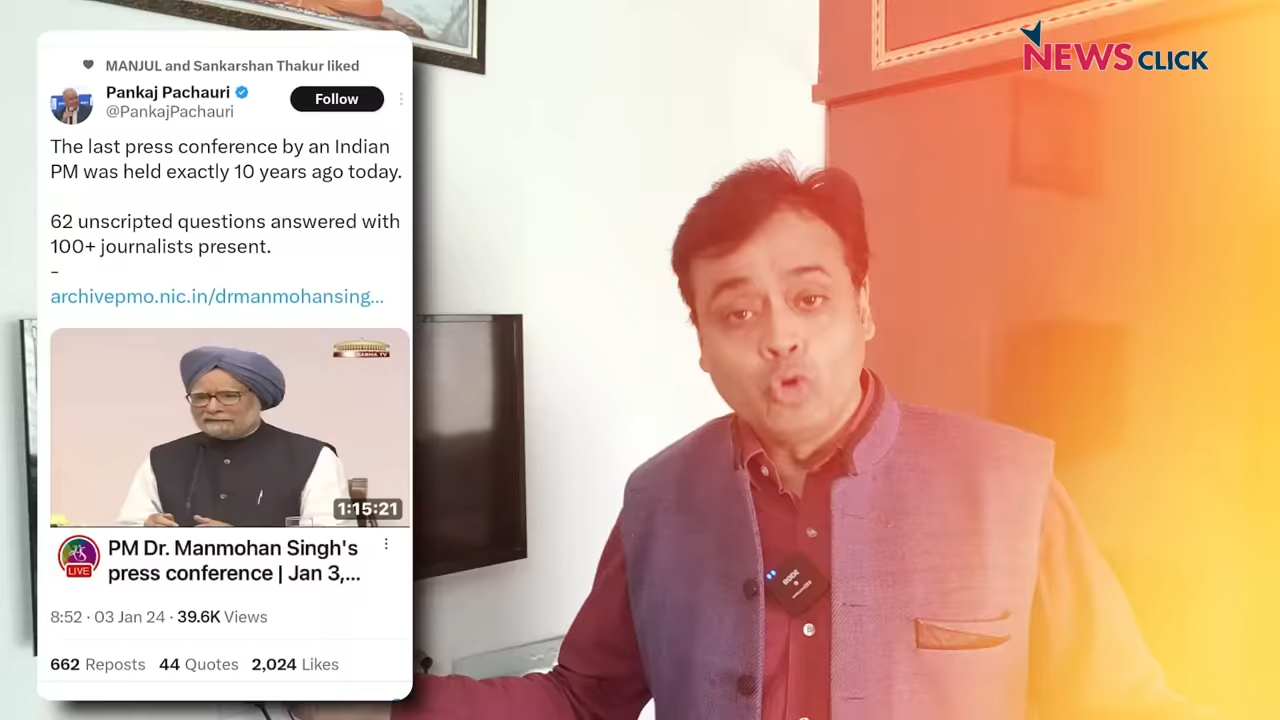 MANJUL and Sankarshan Thakur liked
Pankaj Pachauri
@PankajPachauri
Follow
The last press conference by an Indian
PM was held exactly 10 years ago today.
62 unscripted questions answered with
100+ journalists present.
-
archivepmo.nic.in/drmanmohansing...
1:15:21
LIVE
PM Dr. Manmohan Singh's
press conference | Jan 3,...
8:52 · 03 Jan 24 · 39.6K Views
662 Reposts 44 Quotes 2,024 Likes
NEWS CLICK
RODE